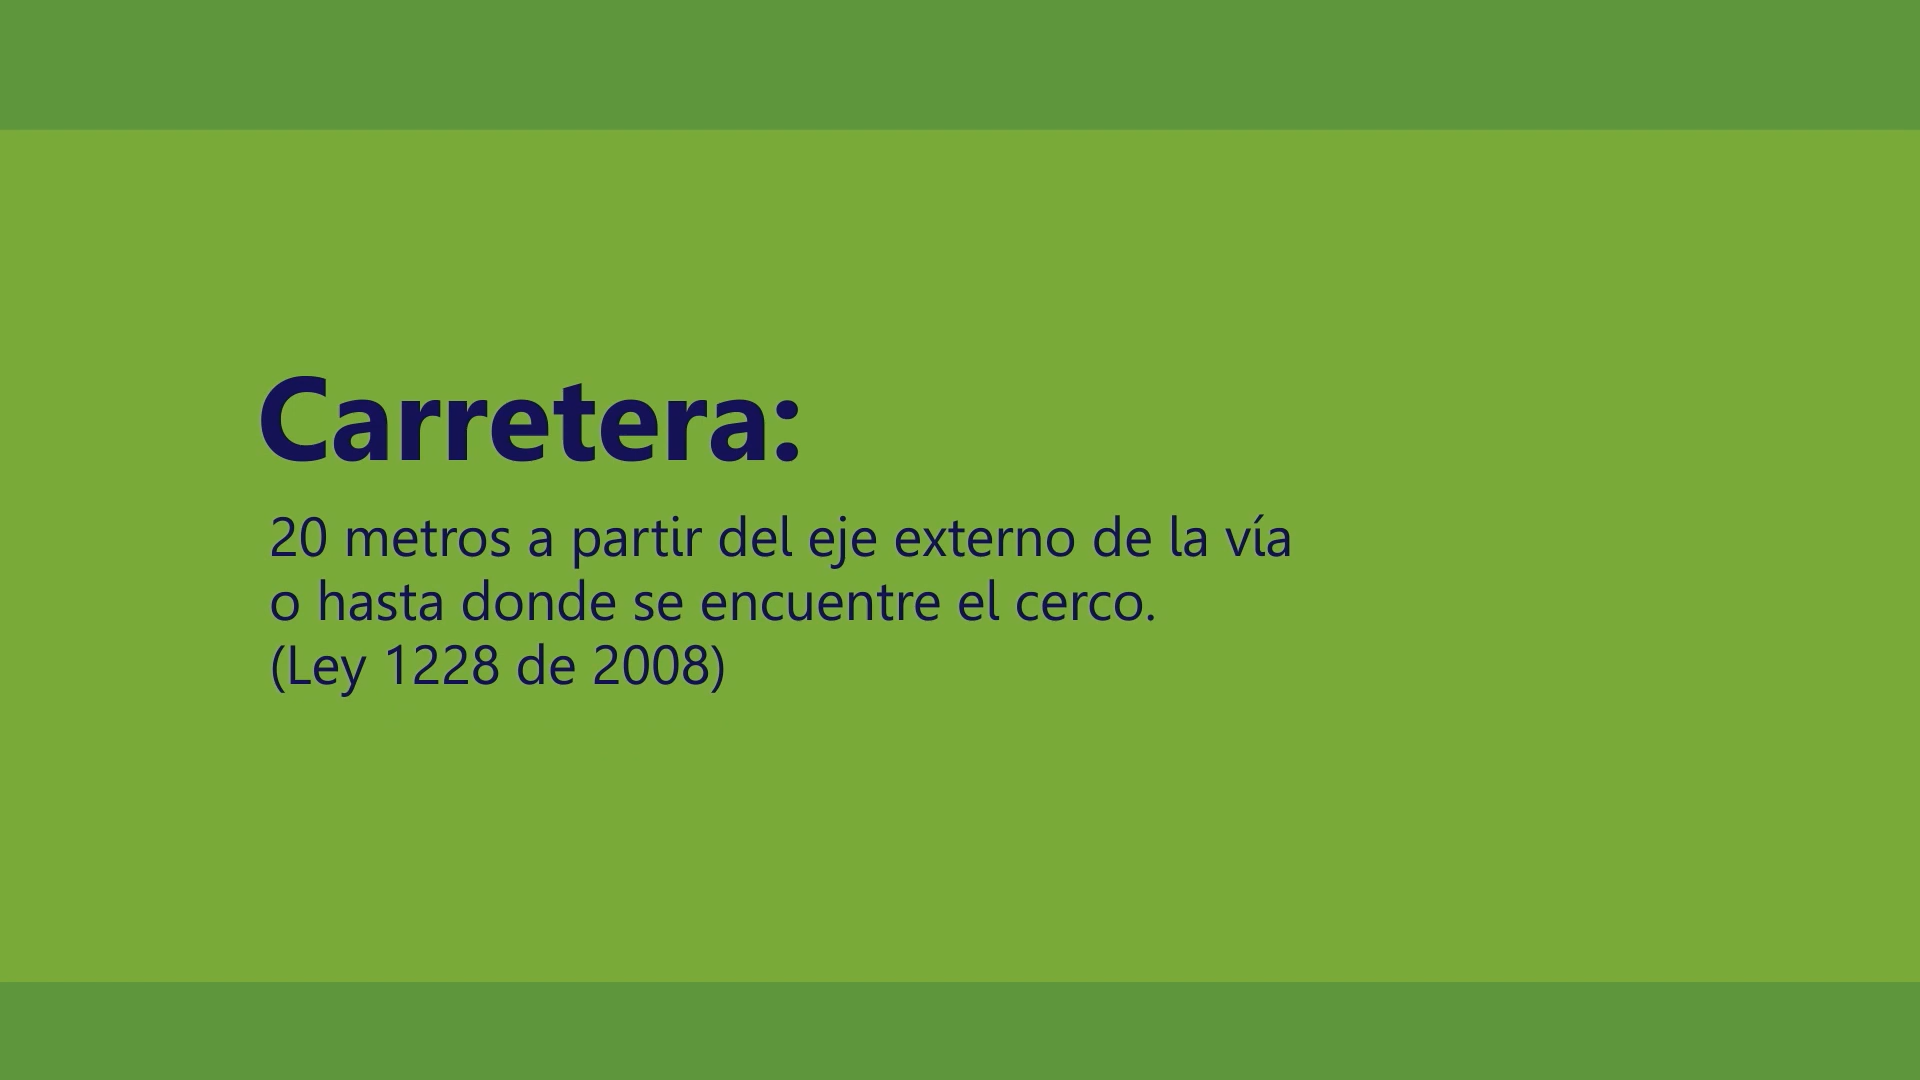 Carretera:
20 metros a partir del eje externo de la vía
o hasta donde se encuentre el cerco.
(Ley 1228 de 2008)